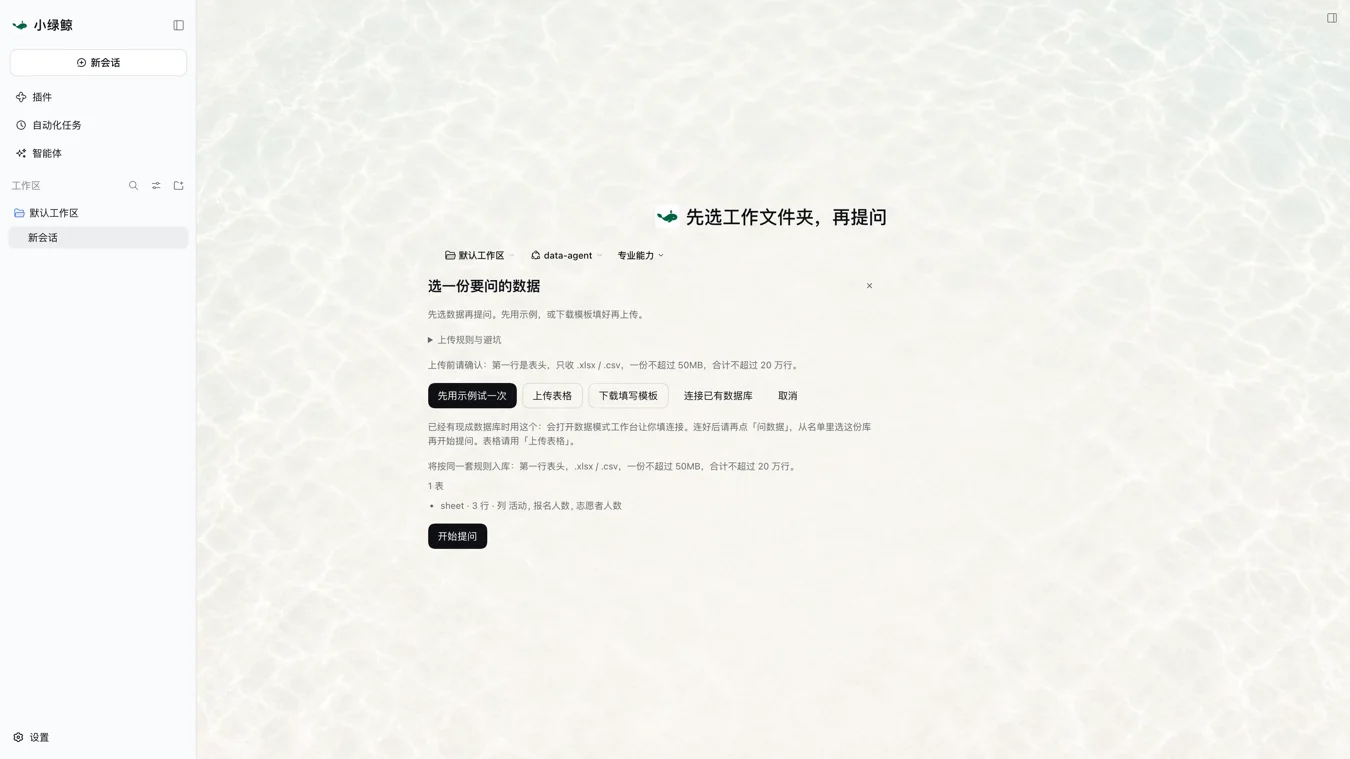 小绿鲸
新会话
插件
自动化任务
智能体
工作区
默认工作区
新会话
设置
先选工作文件夹，再提问
默认工作区 data-agent 专业能力
选一份要问的数据
先选数据再提问。先用示例，或下载模板填好再上传。
上传规则与避坑
上传前请确认：第一行是表头，只收 .xlsx / .csv，一份不超过 50MB，合计不超过 20 万行。
先用示例试一次 上传表格 下载填写模板 连接已有数据库 取消
已经有现成数据库时用这个：会打开数据模式工作台让你填连接。连好后请再点「问数据」，从名单里选这份库
再开始提问。表格请用「上传表格」。
将按同一套规则入库：第一行表头，.xlsx / .csv，一份不超过 50MB，合计不超过 20 万行。
1 表
• sheet · 3 行 · 列 活动, 报名人数, 志愿者人数
开始提问